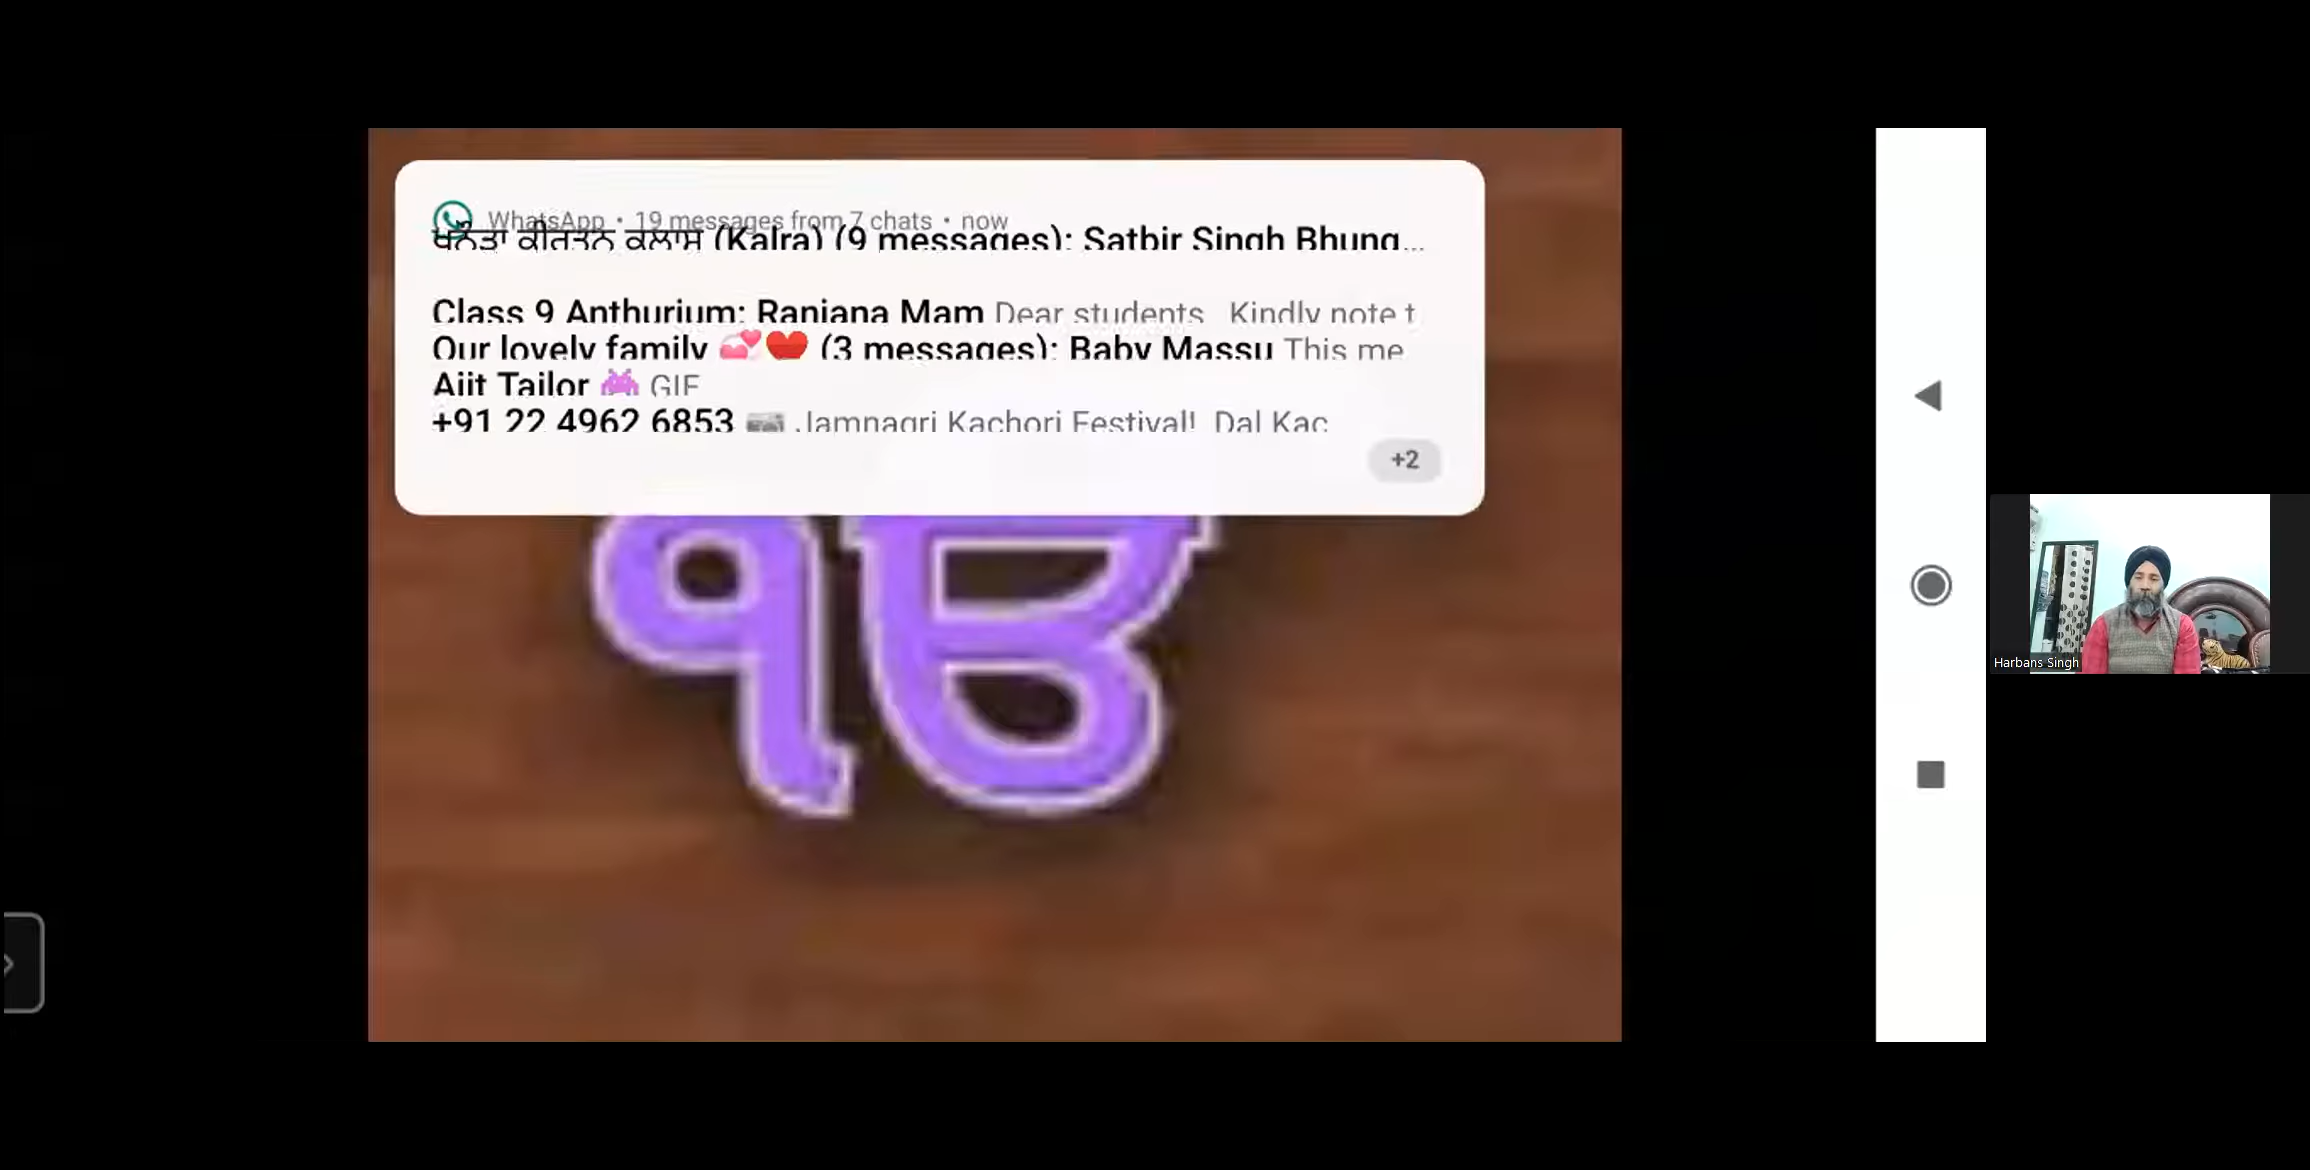 WhatsApp • 19 messages from 7 chats • now
ਕੀਰਤਨ ਕਲਾਸ (Kalra) (9 messages): Satbir Singh Bhung...
Class 9 Anthurium: Ranjana Mam Dear students Kindly note t
Our lovely family 💞❤️ (3 messages): Baby Massu This me
Ajit Tailor 👾 GIF
+91 22 4962 6853 📷 Jamnagri Kachori Festival! Dal Kac
+2
ੴ
Harbans Singh